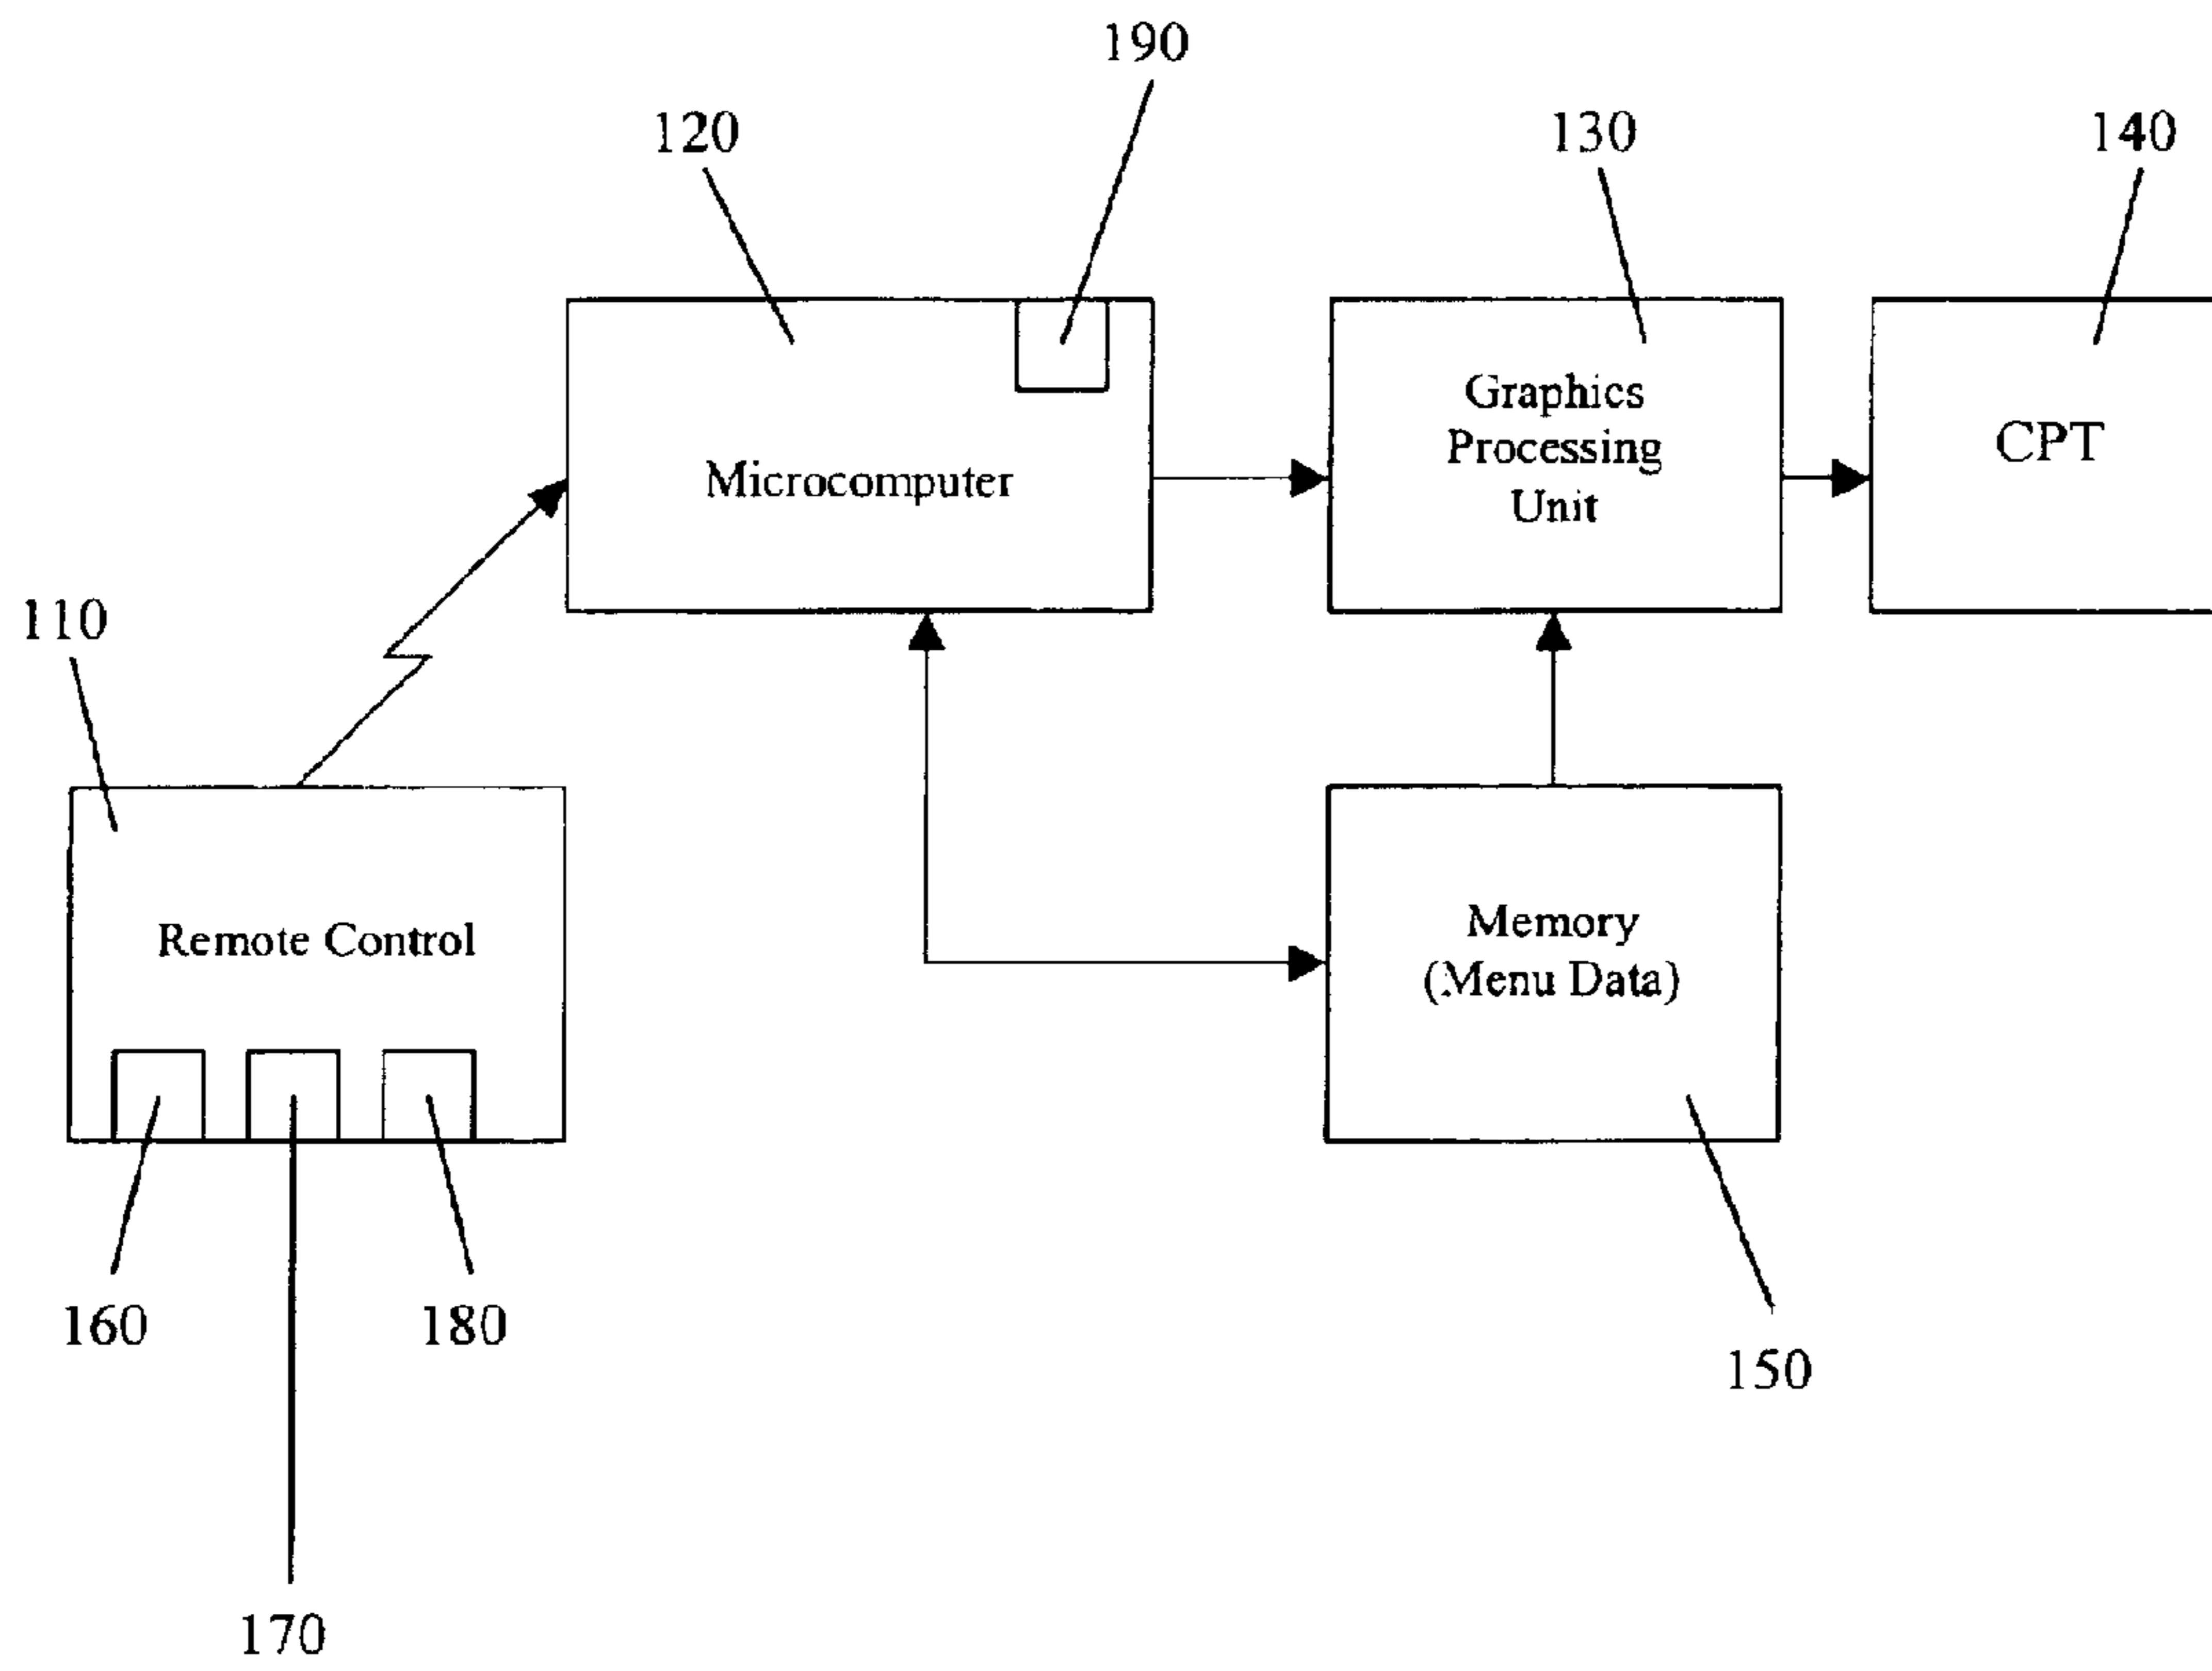 190
120
130
140
Graphics
Processing
Unit
CPT
Microcomputer
110
Remote Control
Memory
(Menu Data)
160
180
150
170